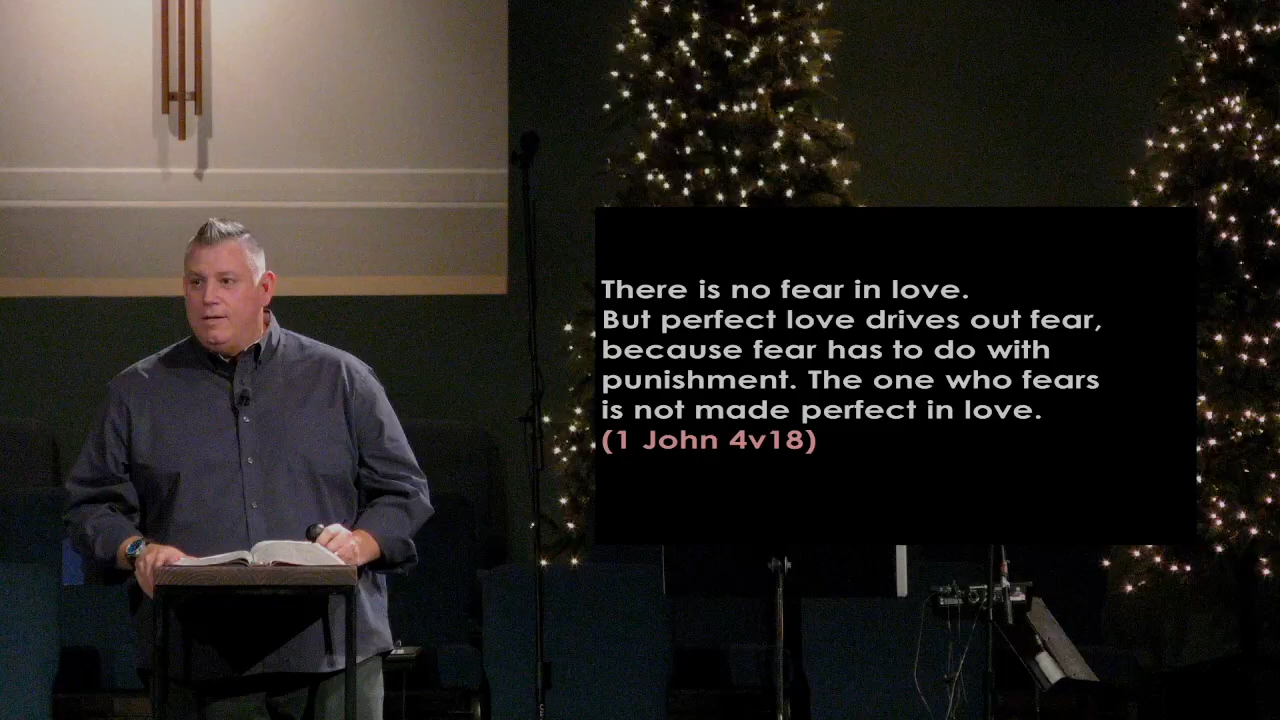 There is no fear in love.
But perfect love drives out fear,
because fear has to do with
punishment. The one who fears
is not made perfect in love.
(1 John 4v18)